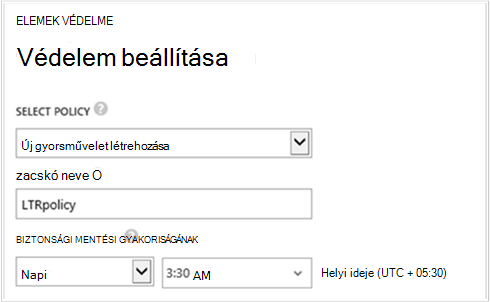 ELEMEK VÉDELME
Védelem beállítása
SELECT POLICY ?
Új gyorsművelet létrehozása
zacskó neve O
LTRpolicy
BIZTONSÁGI MENTÉSI GYAKORISÁGÁNAK ?
Napi 3:30 AM Helyi ideje (UTC + 05:30)